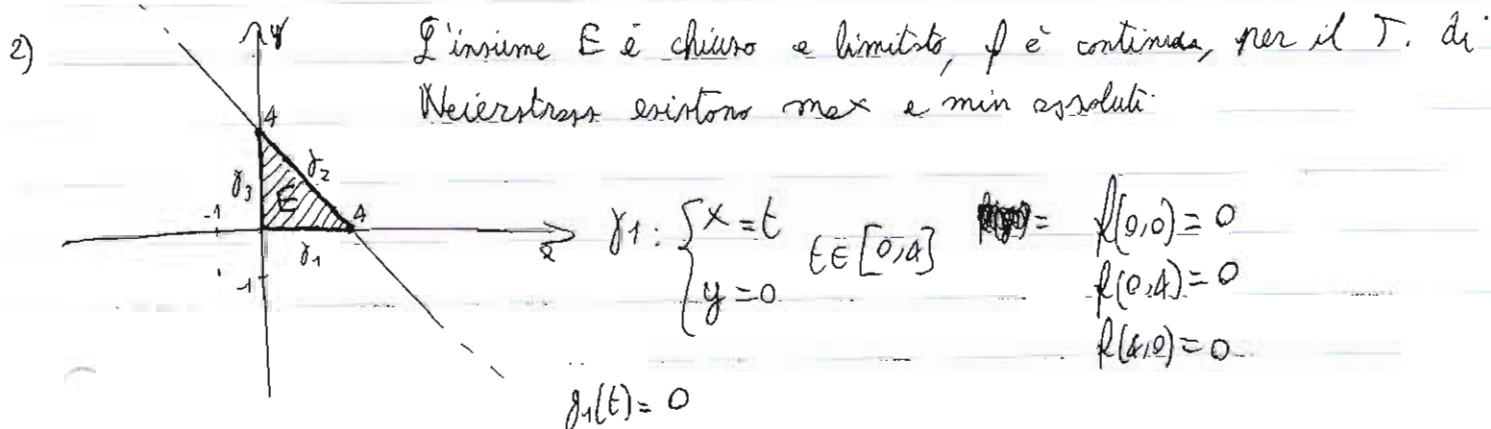 2)
L'insieme E è chiuso e limitato, f è continua, per il T. di
Weierstrass esistono max e min assoluti.
y
4
γ3
γ2
E
-1
4
γ1
x
-1
γ1: { x = t
y = 0
t ∈ [0,4]
=
f(0,0) = 0
f(0,4) = 0
f(4,0) = 0
g1(t) = 0